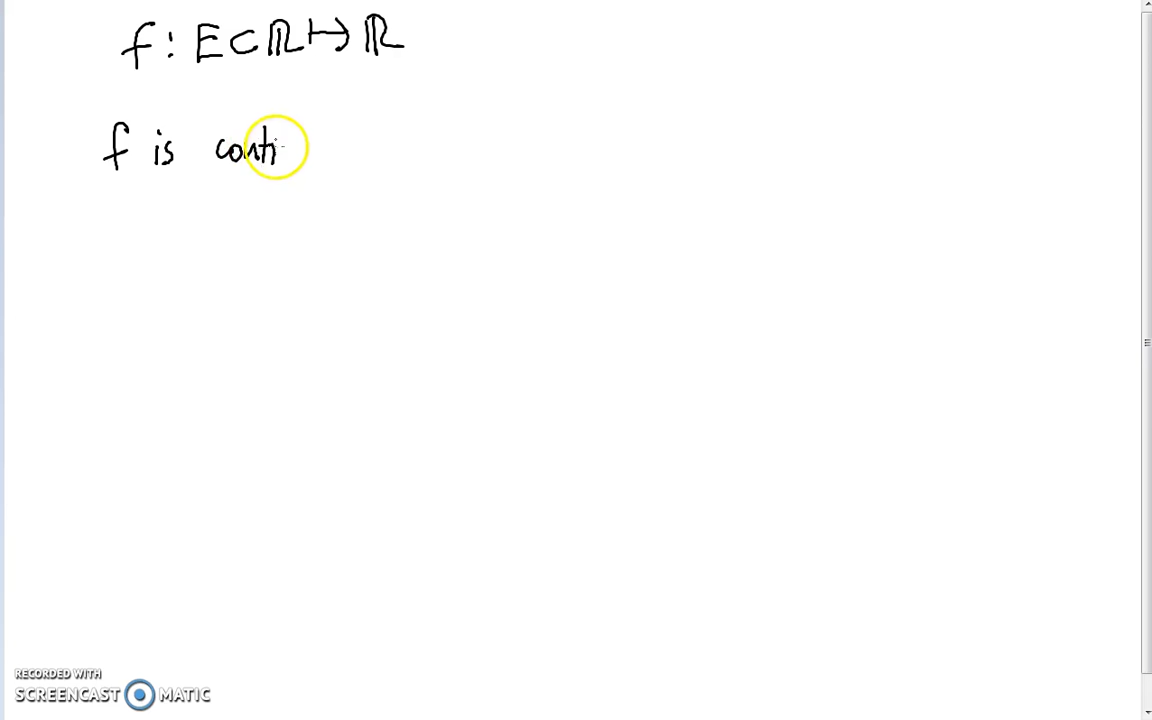 f : E ⊂ ℝ ↦ ℝ
f is conti
RECORDED WITH
SCREENCAST MATIC